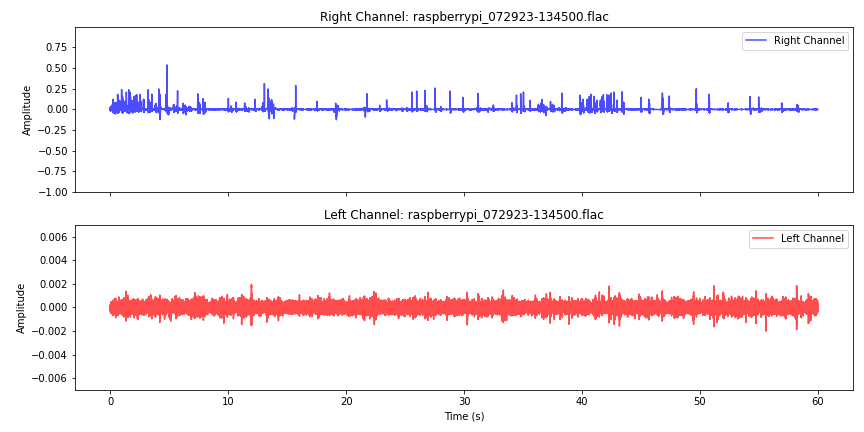 Right Channel: raspberrypi_072923-134500.flac
Right Channel
0.75
0.50
0.25
0.00
−0.25
−0.50
−0.75
−1.00
Amplitude
Left Channel: raspberrypi_072923-134500.flac
Left Channel
0.006
0.004
0.002
0.000
−0.002
−0.004
−0.006
Amplitude
0 10 20 30 40 50 60
Time (s)